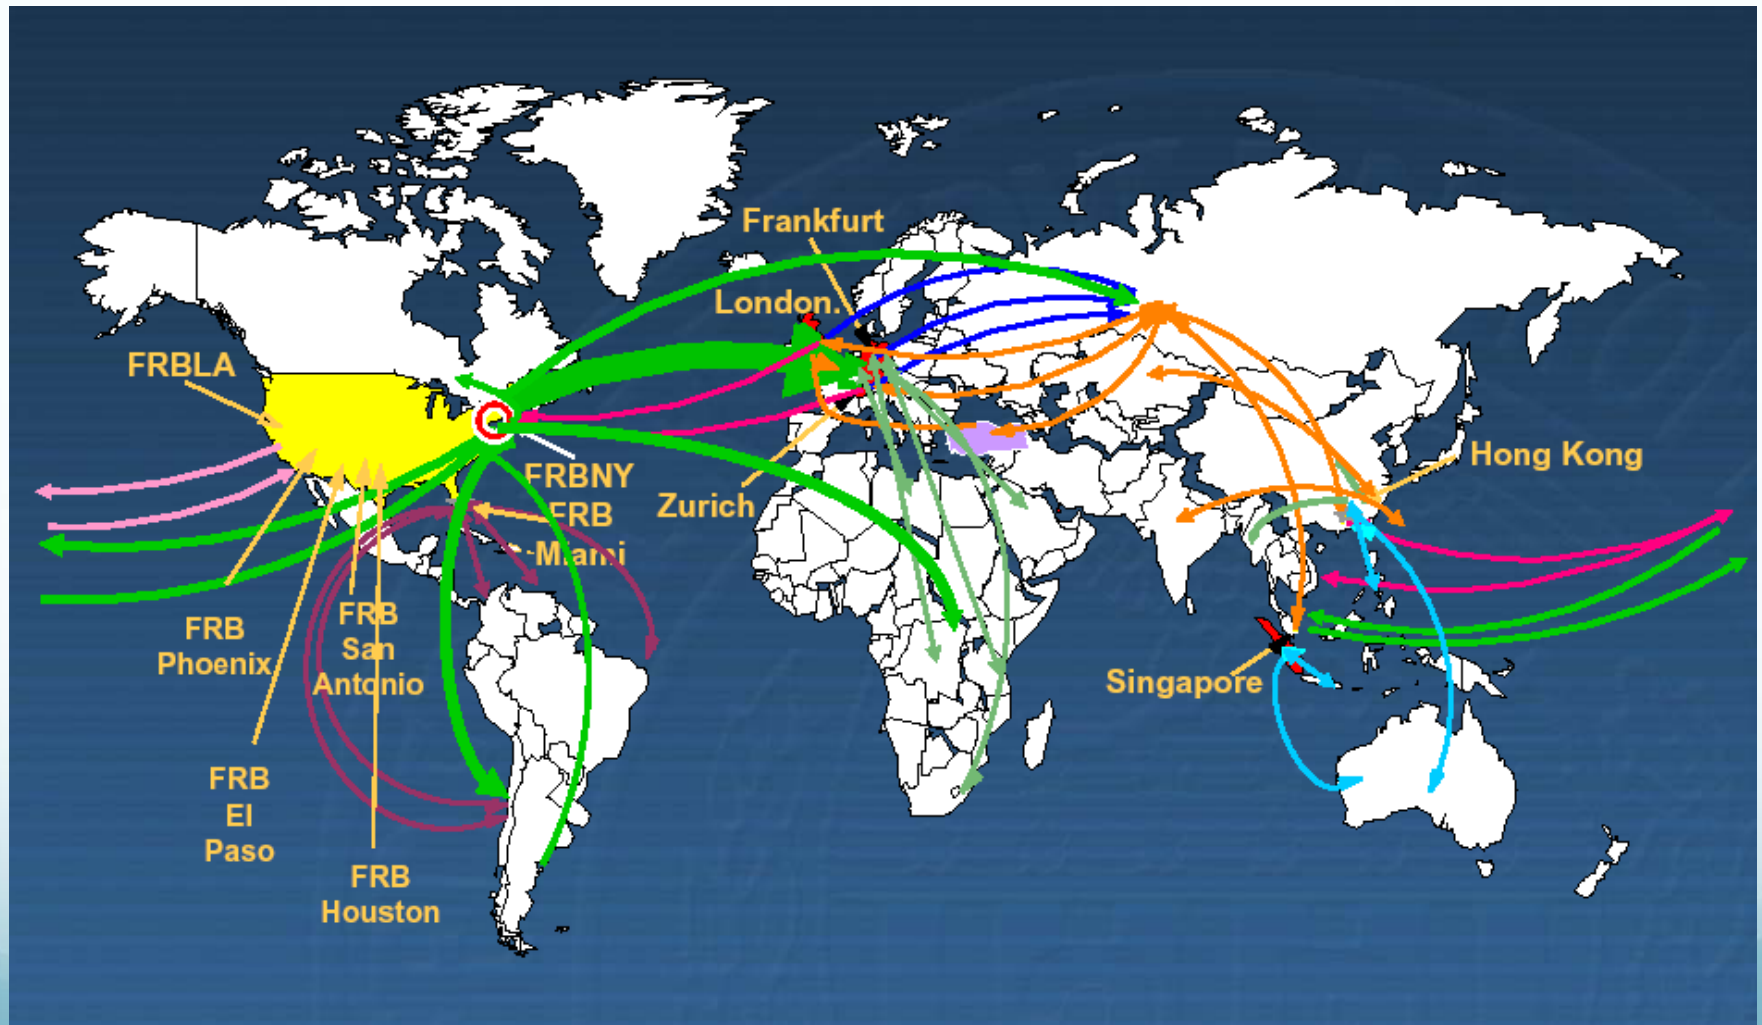 Frankfurt
London.
FRBLA
Hong Kong
FRBNY
Zurich
FRB
Miami
FRB
Phoenix
FRB
San
Antonio
Singapore
FRB
El
Paso
FRB
Houston